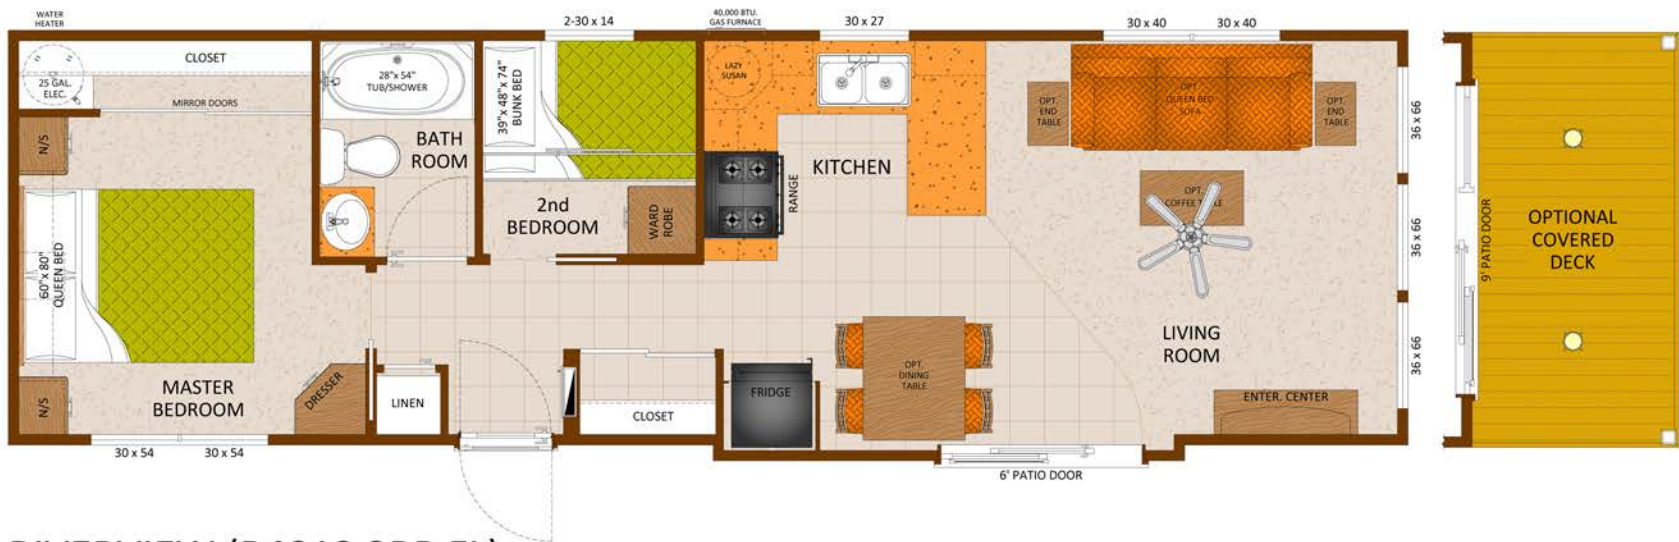 WATER
HEATER
2-30 x 14
40,000 BTU.
GAS FURNACE
30 x 27
30 x 40
30 x 40
25 GAL.
ELEC.
CLOSET
MIRROR DOORS
28"x 54"
TUB/SHOWER
BATH
ROOM
39"x 48"x 74"
BUNK BED
2nd
BEDROOM
WARD
ROBE
LAZY
SUSAN
RANGE
KITCHEN
OPT.
END
TABLE
OPT.
QUEEN BED
SOFA
OPT.
END
TABLE
OPT.
COFFEE TABLE
36 x 66
36 x 66
36 x 66
9' PATIO DOOR
OPTIONAL
COVERED
DECK
N/S
60"x 80"
QUEEN BED
N/S
MASTER
BEDROOM
DRESSER
LINEN
CLOSET
FRIDGE
OPT.
DINING
TABLE
LIVING
ROOM
ENTER. CENTER
30 x 54
30 x 54
6' PATIO DOOR